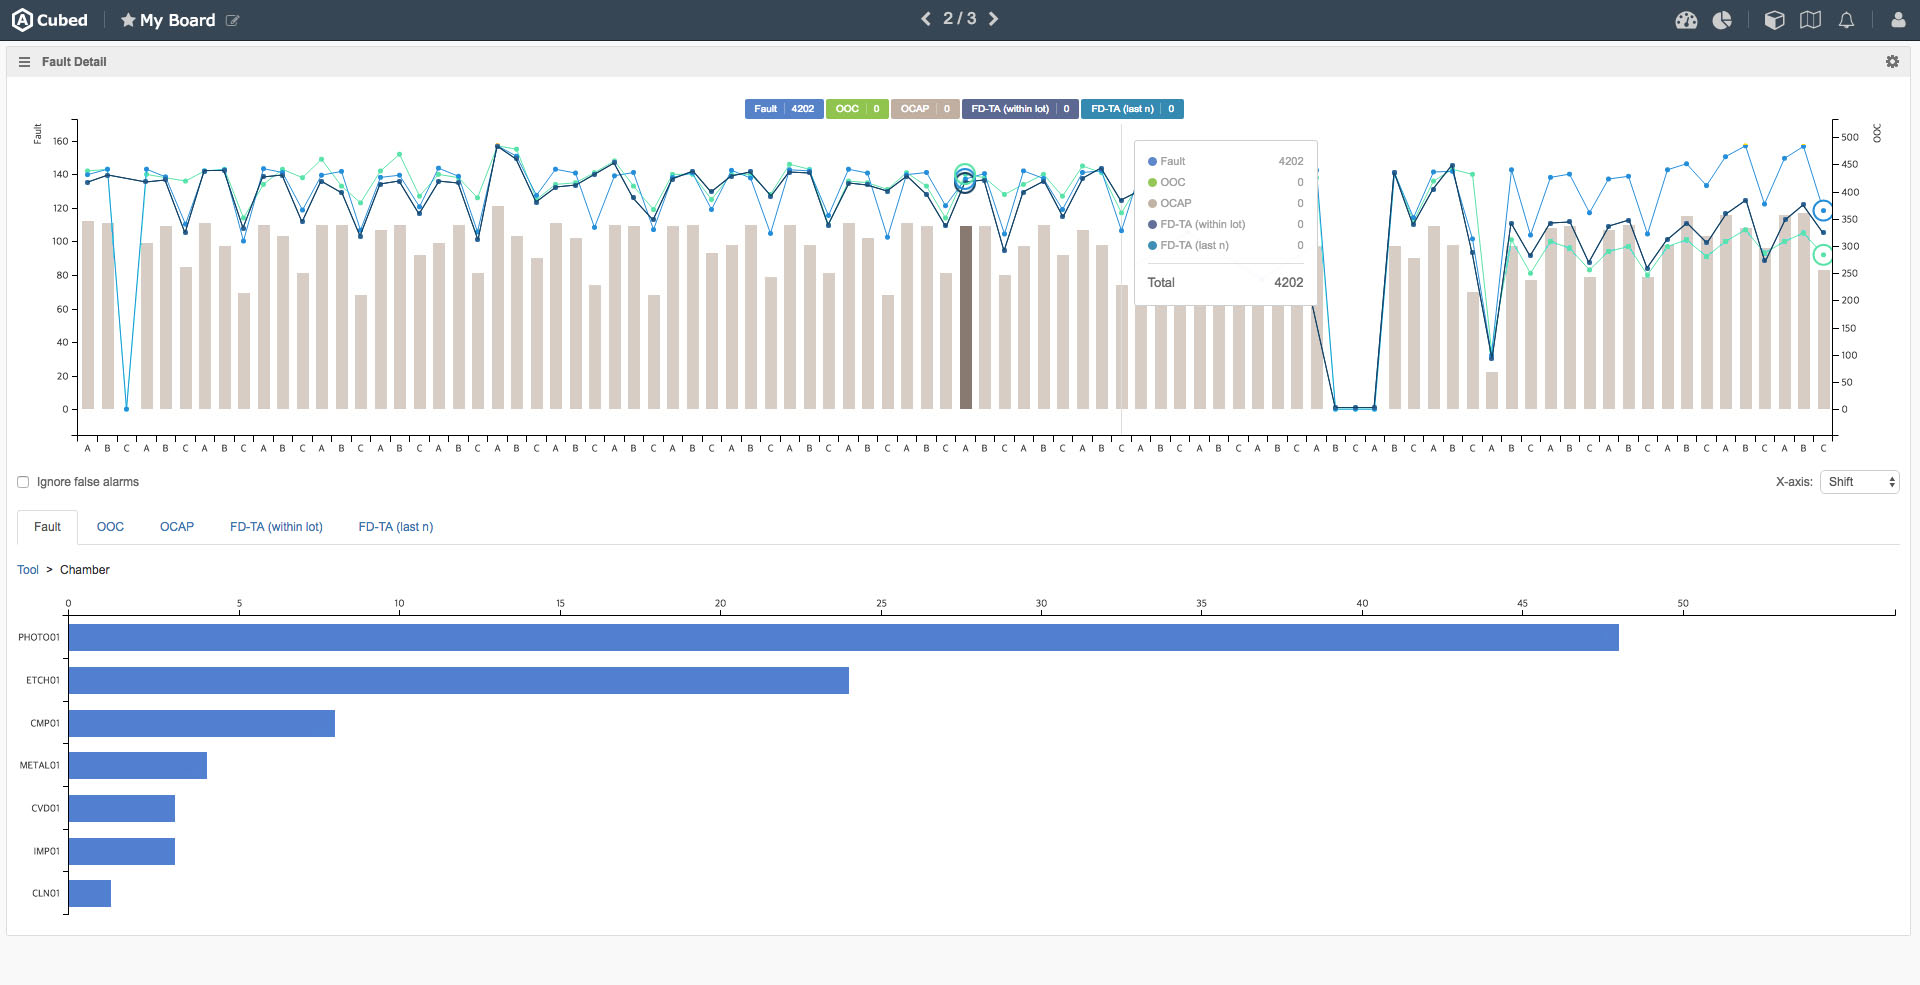 A Cubed
My Board
2 / 3
Fault Detail
Fault 4202 OOC 0 OCAP 0 FD-TA (within lot) 0 FD-TA (last n) 0
Fault
OOC
160
140
120
100
80
60
40
20
0
500
450
400
350
300
250
200
150
100
50
0
Fault 4202
OOC 0
OCAP 0
FD-TA (within lot) 0
FD-TA (last n) 0
Total 4202
A B C A B C A B C A B C A B C A B C A B C A B C A B C A B C A B C A B C A B C A B C A B C A B C A B C A B C A B C A B C A B C A B C A B C A B C A B C A B C A B C A B C A B C A B C
Ignore false alarms
X-axis: Shift
Fault OOC OCAP FD-TA (within lot) FD-TA (last n)
Tool > Chamber
0 5 10 15 20 25 30 35 40 45 50
PHOTO01
ETCH01
CMP01
METAL01
CVD01
IMP01
CLN01